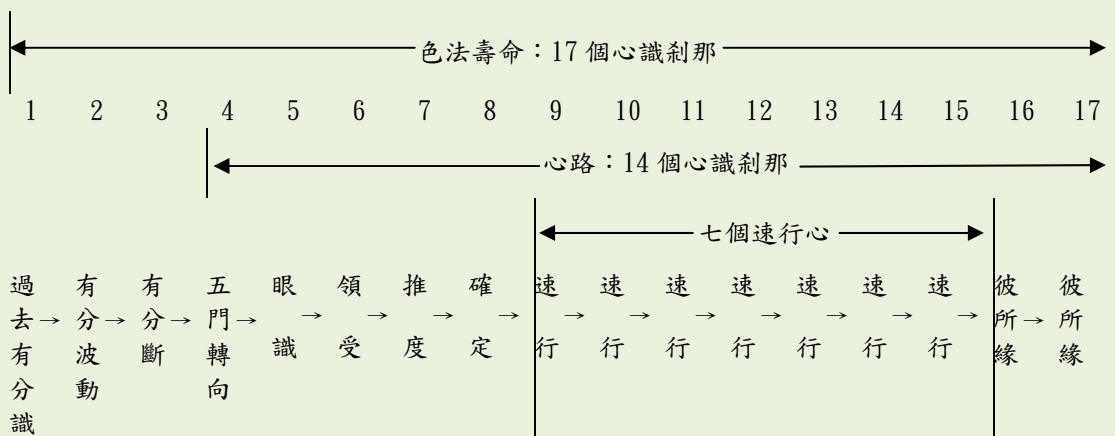 色法壽命：17 個心識剎那
1 2 3 4 5 6 7 8 9 10 11 12 13 14 15 16 17
心路：14 個心識剎那
七個速行心
過去有分識→ 有分波動→ 有分斷→ 五門轉向→ 眼識→ 領受→ 推度→ 確定→ 速行→ 速行→ 速行→ 速行→ 速行→ 速行→ 速行→ 彼所緣→ 彼所緣